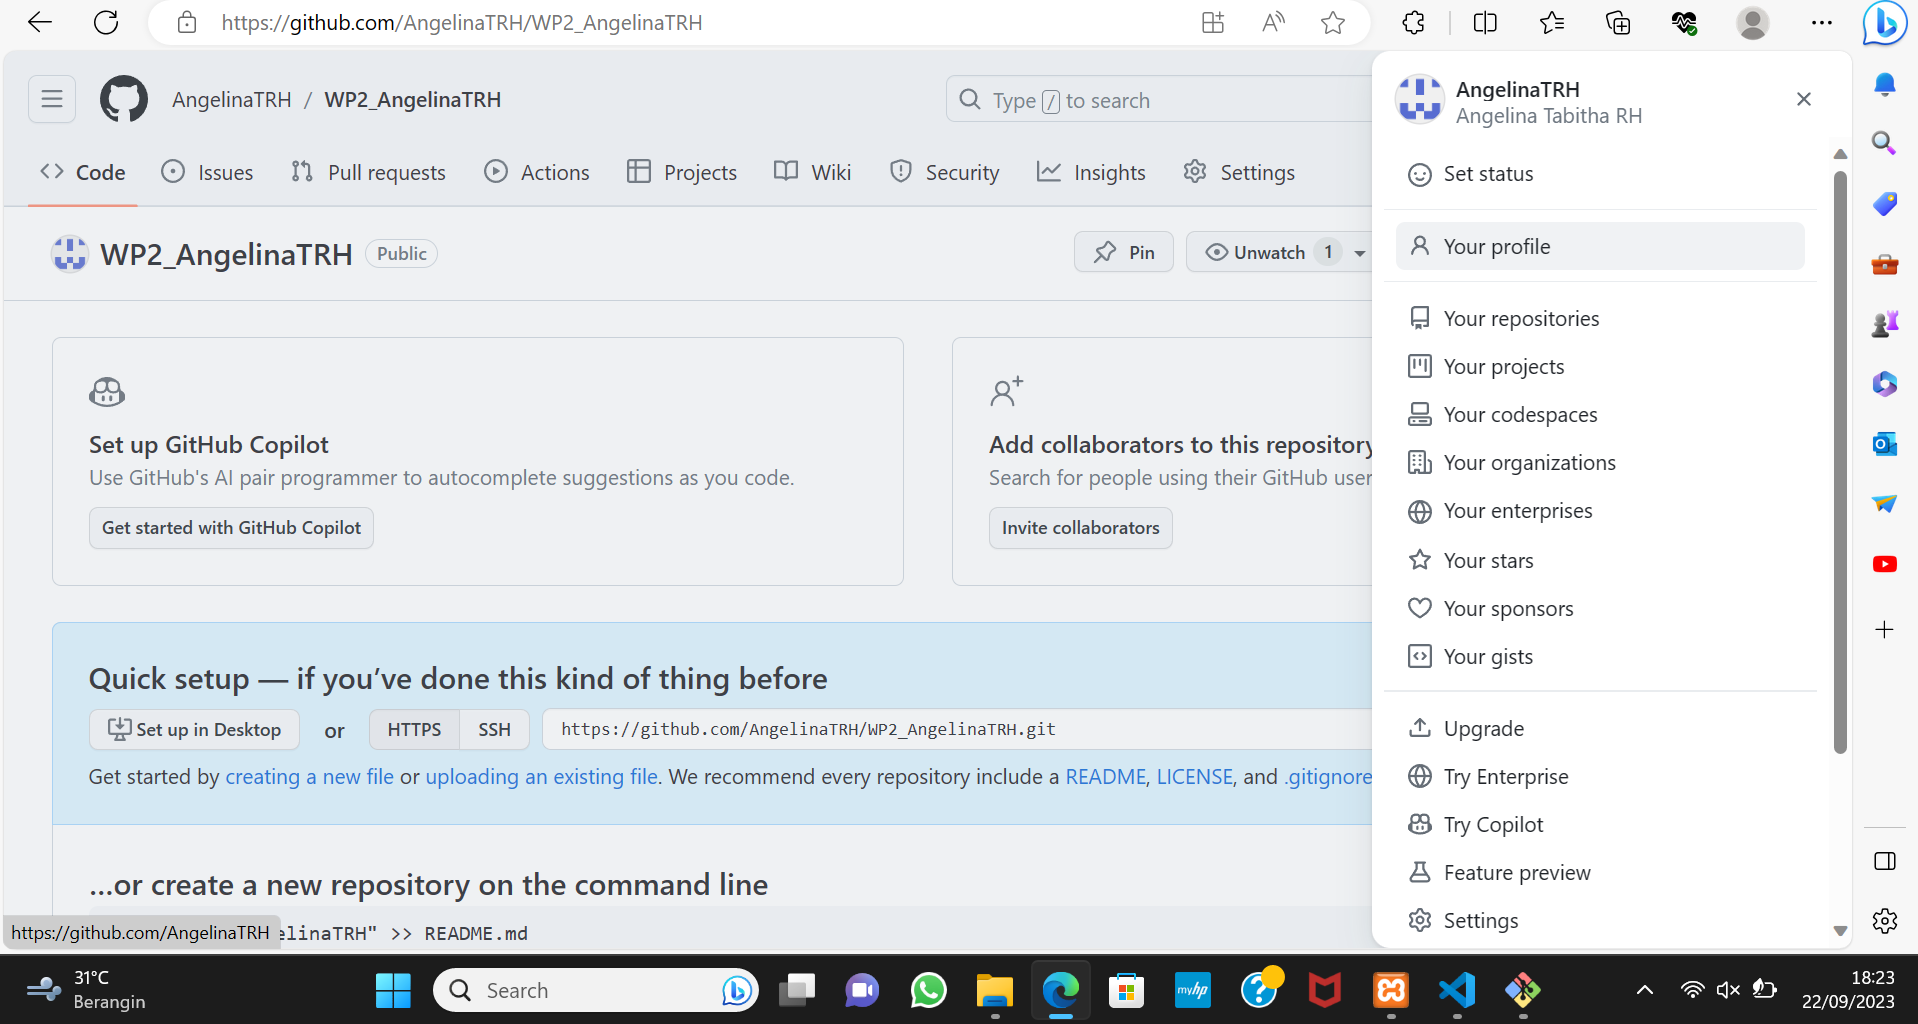 https://github.com/AngelinaTRH/WP2_AngelinaTRH
AngelinaTRH / WP2_AngelinaTRH
Type / to search
AngelinaTRH
Angelina Tabitha RH
Code
Issues
Pull requests
Actions
Projects
Wiki
Security
Insights
Settings
Set status
WP2_AngelinaTRH
Public
Pin
Unwatch 1
Your profile
Your repositories
Your projects
Your codespaces
Your organizations
Your enterprises
Your stars
Your sponsors
Your gists
Upgrade
Try Enterprise
Try Copilot
Feature preview
Settings
Set up GitHub Copilot
Use GitHub's AI pair programmer to autocomplete suggestions as you code.
Get started with GitHub Copilot
Add collaborators to this repository
Search for people using their GitHub user
Invite collaborators
Quick setup — if you’ve done this kind of thing before
Set up in Desktop
or
HTTPS
SSH
https://github.com/AngelinaTRH/WP2_AngelinaTRH.git
Get started by creating a new file or uploading an existing file. We recommend every repository include a README, LICENSE, and .gitignore
…or create a new repository on the command line
https://github.com/AngelinaTRH
elinaTRH" >> README.md
31°C
Berangin
Search
myhp
18:23
22/09/2023